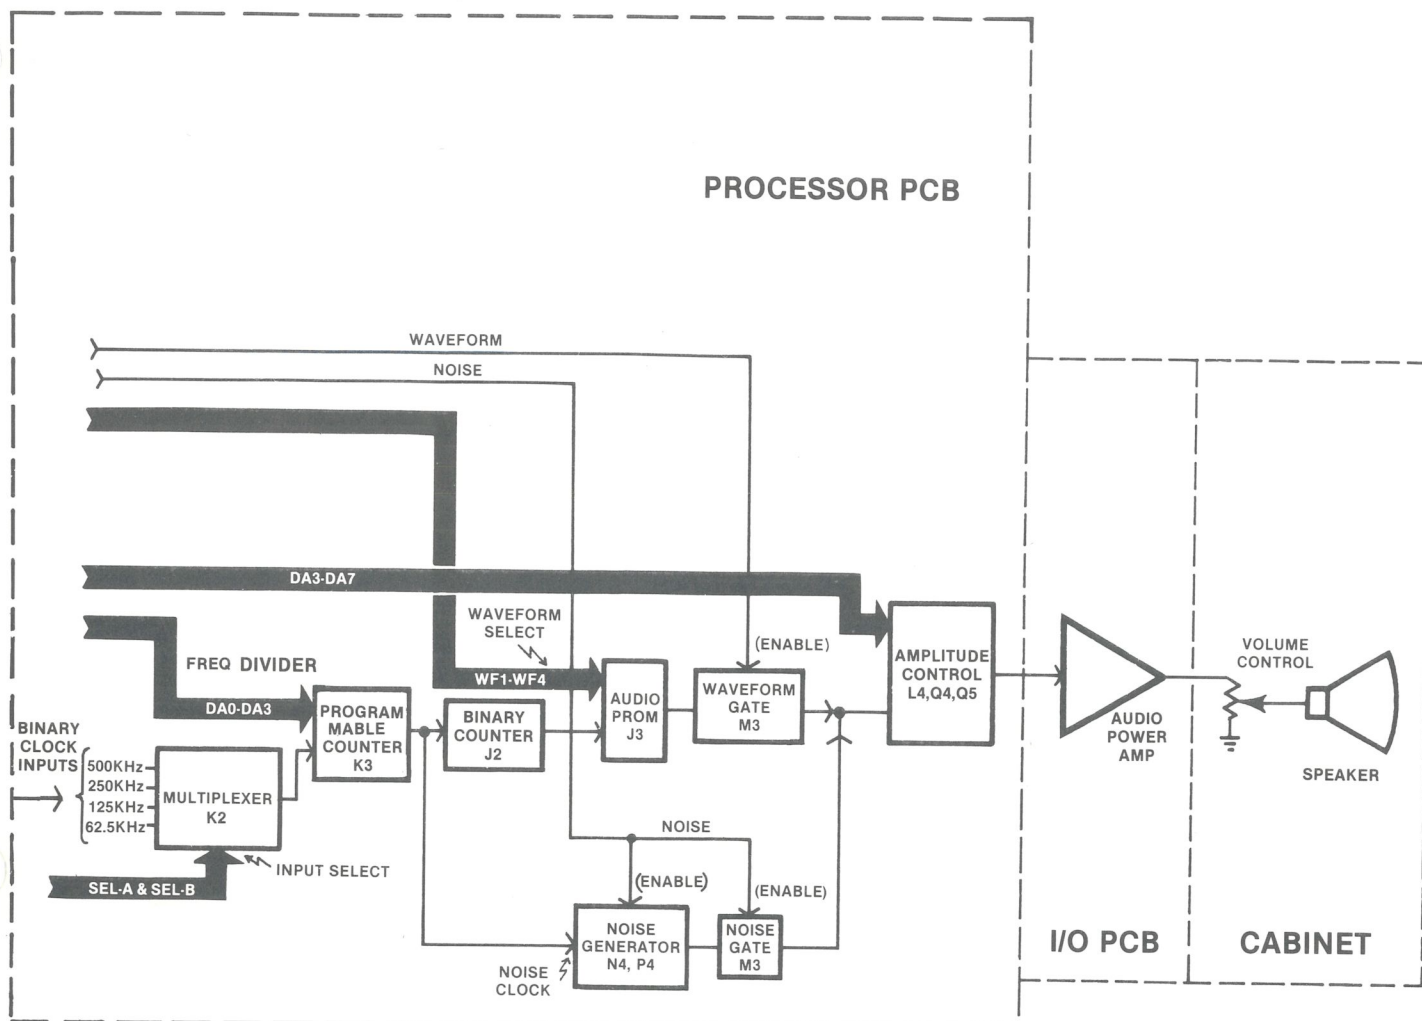 PROCESSOR PCB
WAVEFORM
NOISE
DA3-DA7
WAVEFORM
SELECT
(ENABLE)
FREQ DIVIDER
WF1-WF4
DA0-DA3
BINARY
CLOCK
INPUTS
500KHz
250KHz
125KHz
62.5KHz
MULTIPLEXER
K2
INPUT SELECT
SEL-A & SEL-B
PROGRAM
MABLE
COUNTER
K3
BINARY
COUNTER
J2
AUDIO
PROM
J3
WAVEFORM
GATE
M3
AMPLITUDE
CONTROL
L4,Q4,Q5
AUDIO
POWER
AMP
VOLUME
CONTROL
SPEAKER
NOISE
(ENABLE)
(ENABLE)
NOISE
GENERATOR
N4, P4
NOISE
GATE
M3
NOISE
CLOCK
I/O PCB
CABINET